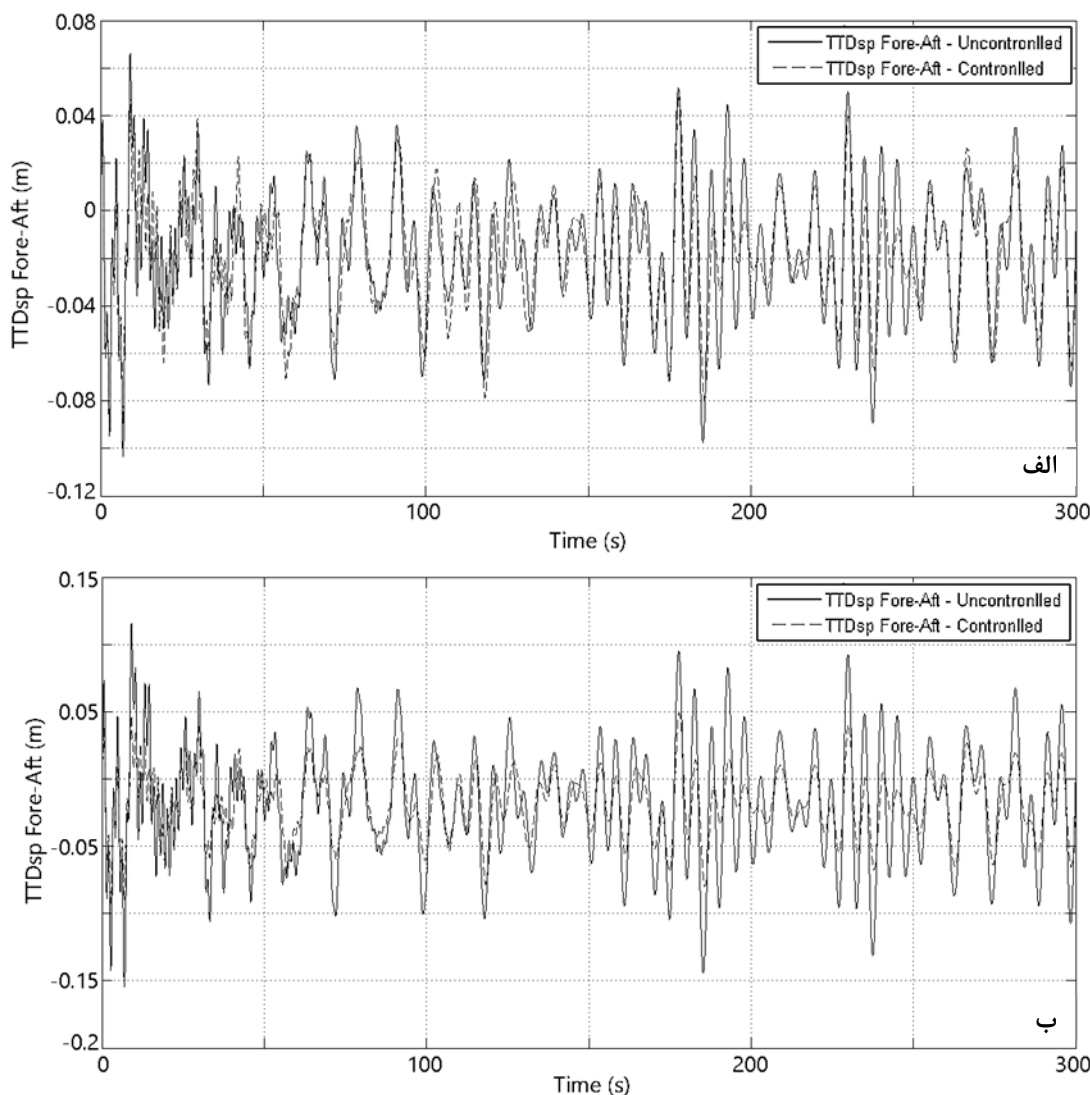 0.08
TTDsp Fore-Aft - Uncontronlled
TTDsp Fore-Aft - Contronlled
0.04
0
-0.04
-0.08
-0.12
TTDsp Fore-Aft (m)
الف
0 100 200 300
Time (s)
0.15
TTDsp Fore-Aft - Uncontronlled
TTDsp Fore-Aft - Contronlled
0.05
-0.05
-0.15
-0.2
TTDsp Fore-Aft (m)
ب
0 100 200 300
Time (s)